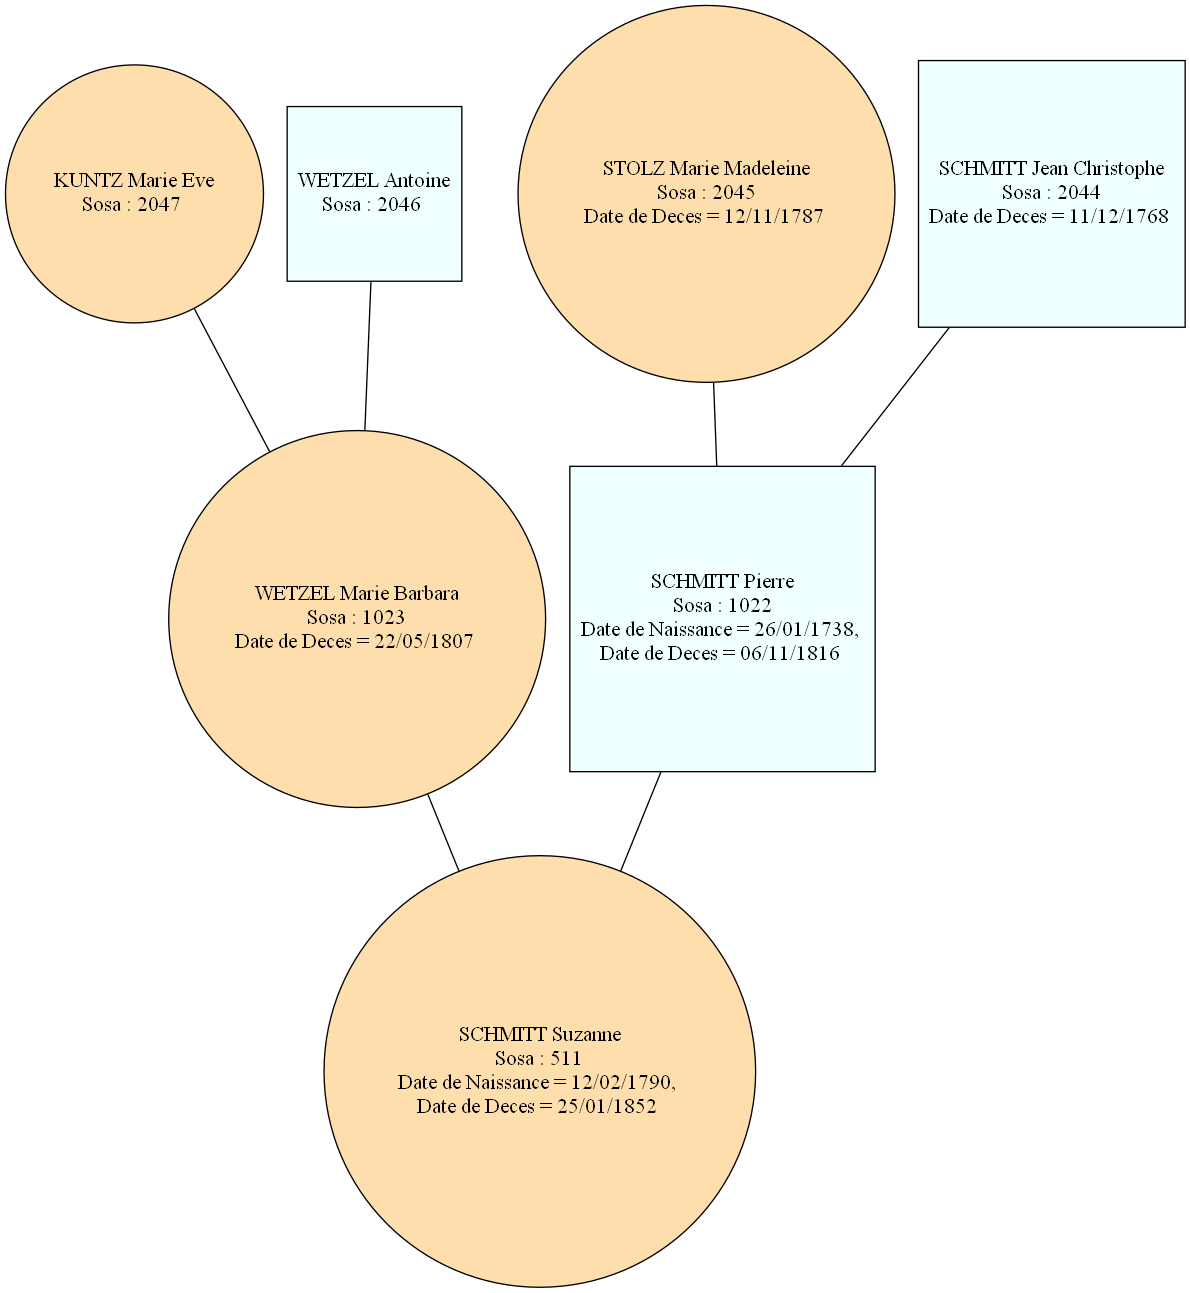 KUNTZ Marie Eve
Sosa : 2047
WETZEL Antoine
Sosa : 2046
STOLZ Marie Madeleine
Sosa : 2045
Date de Deces = 12/11/1787
SCHMITT Jean Christophe
Sosa : 2044
Date de Deces = 11/12/1768
WETZEL Marie Barbara
Sosa : 1023
Date de Deces = 22/05/1807
SCHMITT Pierre
Sosa : 1022
Date de Naissance = 26/01/1738,
Date de Deces = 06/11/1816
SCHMITT Suzanne
Sosa : 511
Date de Naissance = 12/02/1790,
Date de Deces = 25/01/1852